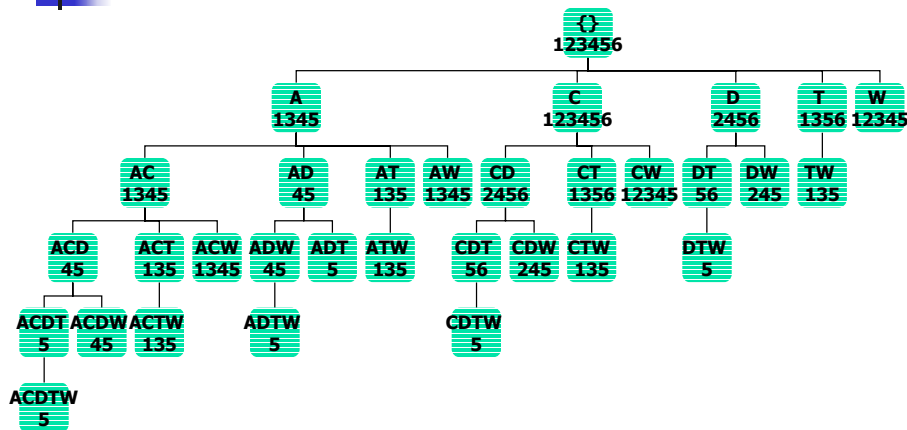 {}
123456
A
1345
C
123456
D
2456
T
1356
W
12345
AC
1345
AD
45
AT
135
AW
1345
CD
2456
CT
1356
CW
12345
DT
56
DW
245
TW
135
ACD
45
ACT
135
ACW
1345
ADW
45
ADT
5
ATW
135
CDT
56
CDW
245
CTW
135
DTW
5
ACDT
5
ACDW
45
ACTW
135
ADTW
5
CDTW
5
ACDTW
5